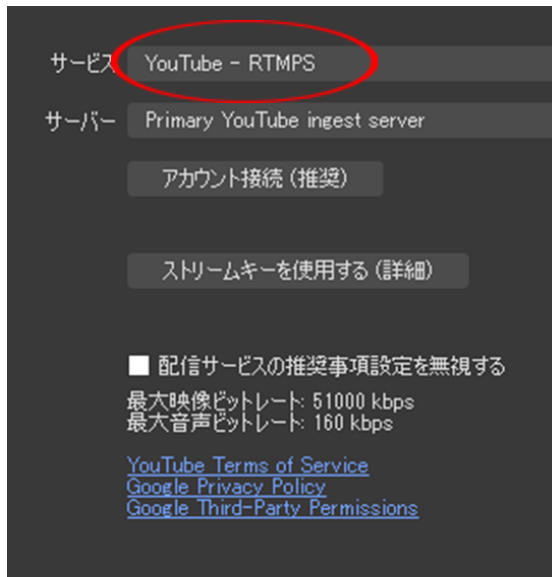 サービス YouTube - RTMPS
サーバー Primary YouTube ingest server
アカウント接続 (推奨)
ストリームキーを使用する (詳細)
配信サービスの推奨事項設定を無視する
最大映像ビットレート: 51000 kbps
最大音声ビットレート: 160 kbps
YouTube Terms of Service
Google Privacy Policy
Google Third-Party Permissions